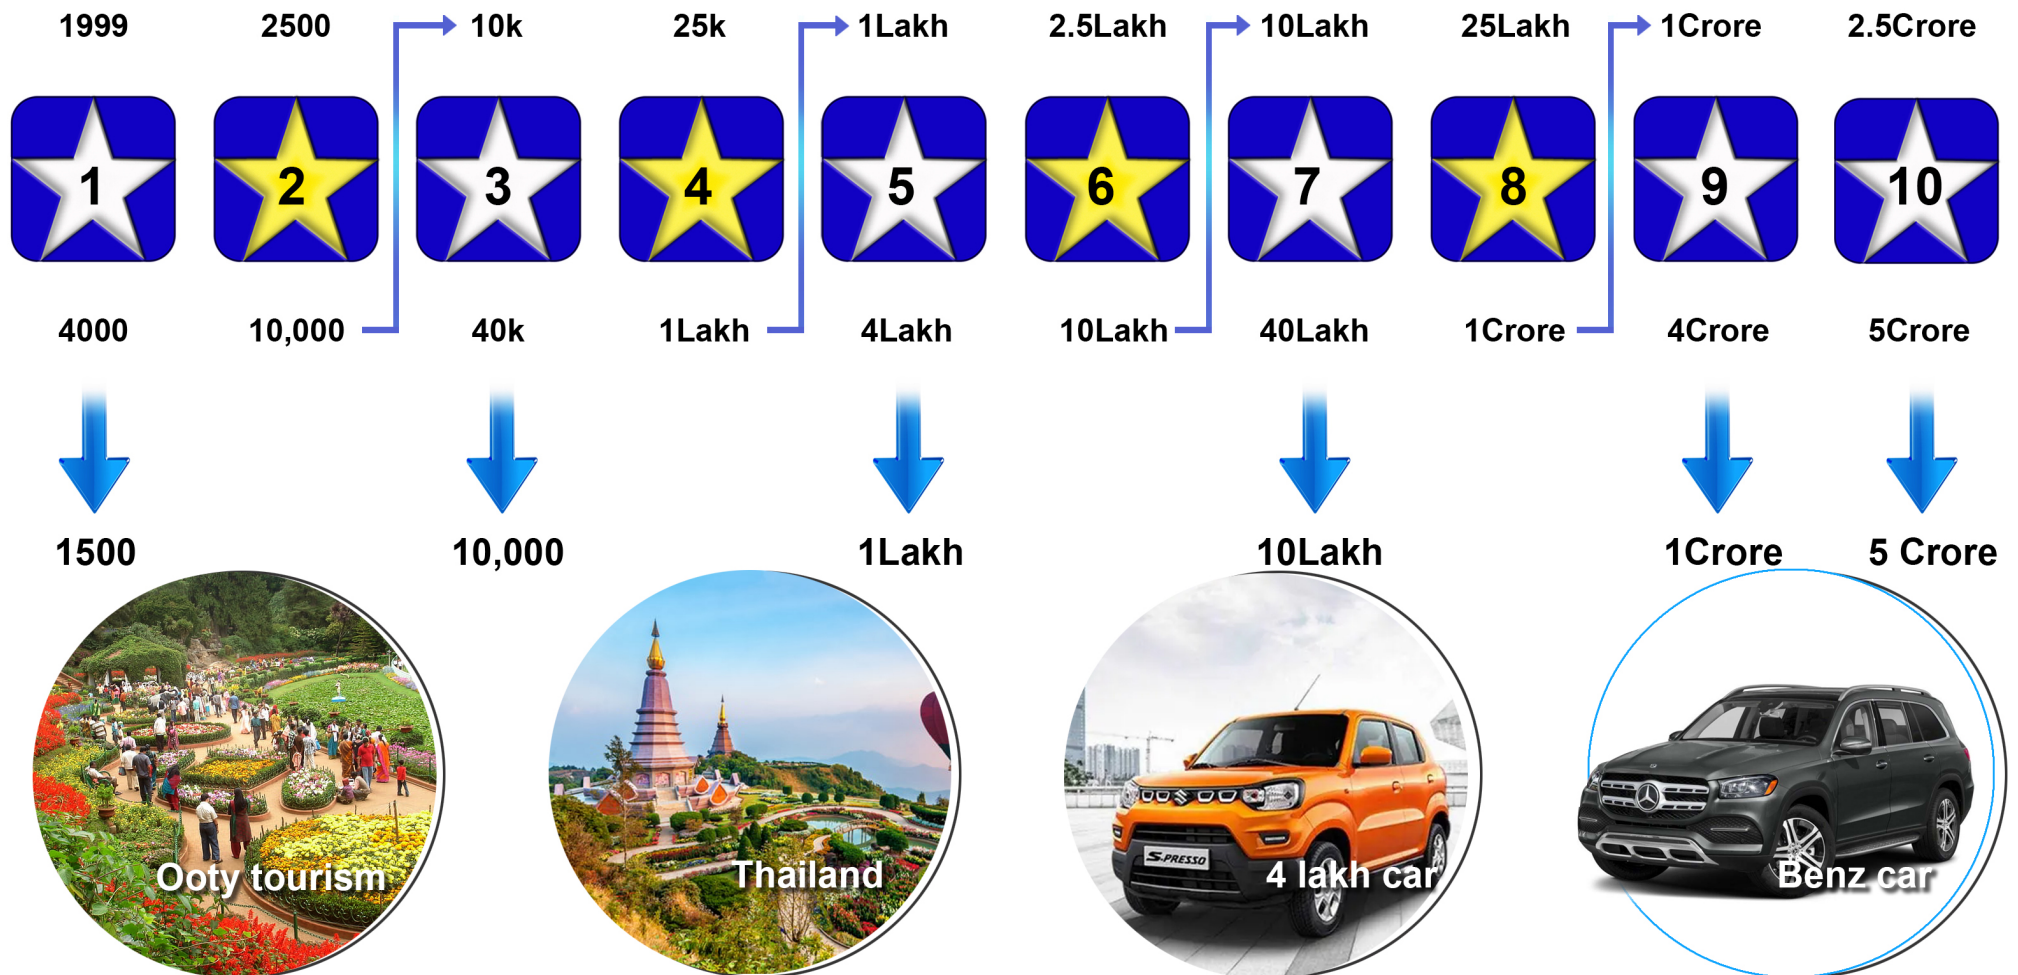 1999 2500 10k 25k 1Lakh 2.5Lakh 10Lakh 25Lakh 1Crore 2.5Crore
1 2 3 4 5 6 7 8 9 10
4000 10,000 40k 1Lakh 4Lakh 10Lakh 40Lakh 1Crore 4Crore 5Crore
1500 10,000 1Lakh 10Lakh 1Crore 5 Crore
S-PRESSO
Ooty tourism Thailand 4 lakh car Benz car